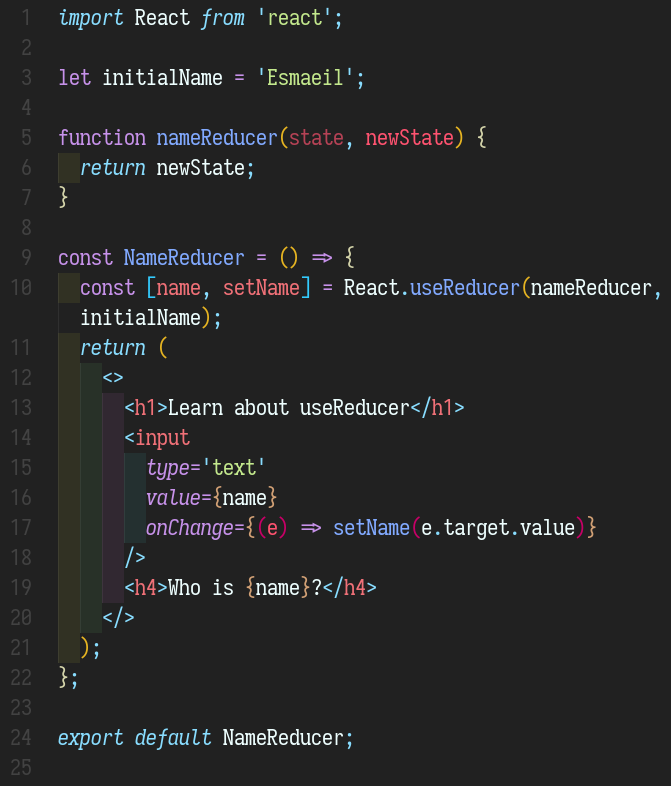 1 import React from 'react';
2
3 let initialName = 'Esmaeil';
4
5 function nameReducer(state, newState) {
6   return newState;
7 }
8
9 const NameReducer = () => {
10   const [name, setName] = React.useReducer(nameReducer,
  initialName);
11   return (
12     <>
13       <h1>Learn about useReducer</h1>
14       <input
15         type='text'
16         value={name}
17         onChange={(e) => setName(e.target.value)}
18       />
19       <h4>Who is {name}?</h4>
20     </>
21   );
22 };
23
24 export default NameReducer;
25